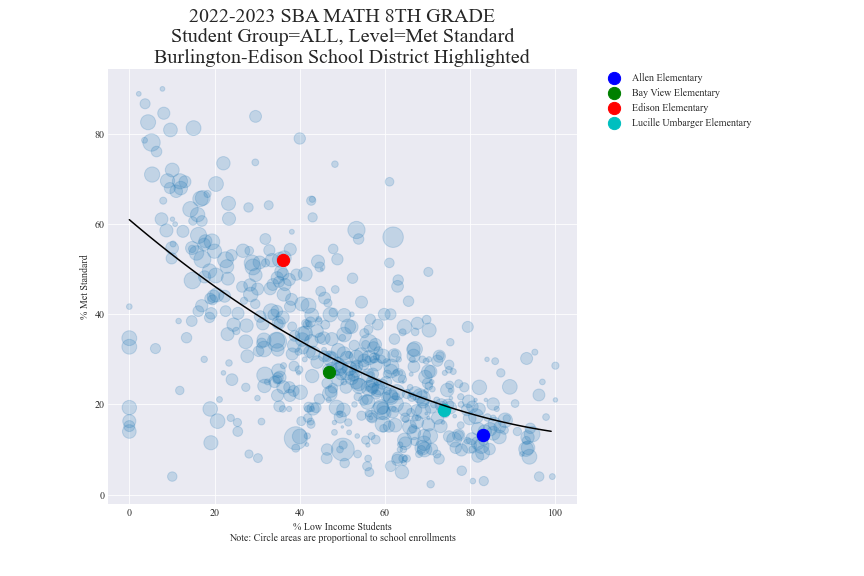 2022-2023 SBA MATH 8TH GRADE
Student Group=ALL, Level=Met Standard
Burlington-Edison School District Highlighted
Allen Elementary
Bay View Elementary
Edison Elementary
Lucille Umbarger Elementary
% Met Standard
80
60
40
20
0
0 20 40 60 80 100
% Low Income Students
Note: Circle areas are proportional to school enrollments